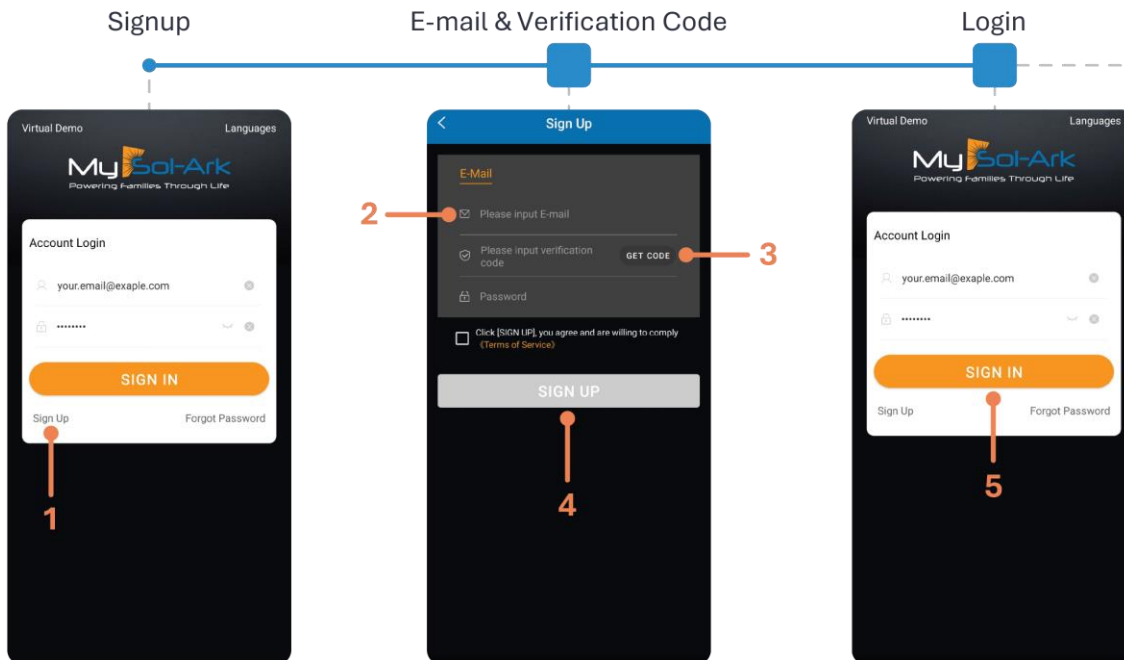 Signup
E-mail & Verification Code
Login
Virtual Demo
Languages
My Sol-Ark
Powering Families Through Life
Account Login
your.email@exaple.com
••••••••
SIGN IN
Sign Up
Forgot Password
1
Sign Up
E-Mail
2
Please input E-mail
Please input verification
code
GET CODE
3
Password
Click [SIGN UP], you agree and are willing to comply
《Terms of Service》
SIGN UP
4
Virtual Demo
Languages
My Sol-Ark
Powering Families Through Life
Account Login
your.email@exaple.com
••••••••
SIGN IN
Sign Up
Forgot Password
5